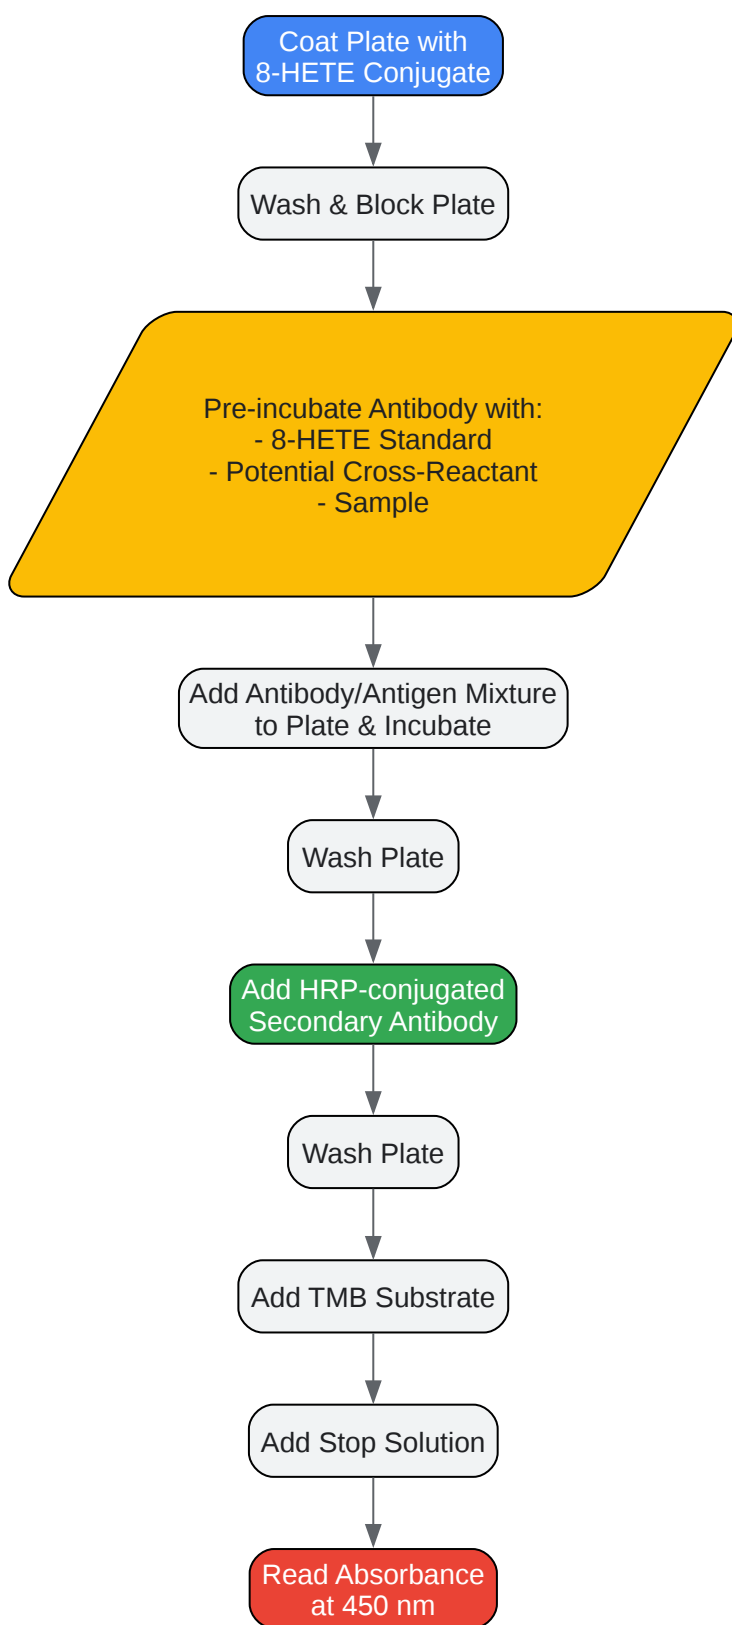 Coat Plate with
8-HETE Conjugate
Wash & Block Plate
Pre-incubate Antibody with:
- 8-HETE Standard
- Potential Cross-Reactant
- Sample
Add Antibody/Antigen Mixture
to Plate & Incubate
Wash Plate
Add HRP-conjugated
Secondary Antibody
Wash Plate
Add TMB Substrate
Add Stop Solution
Read Absorbance
at 450 nm